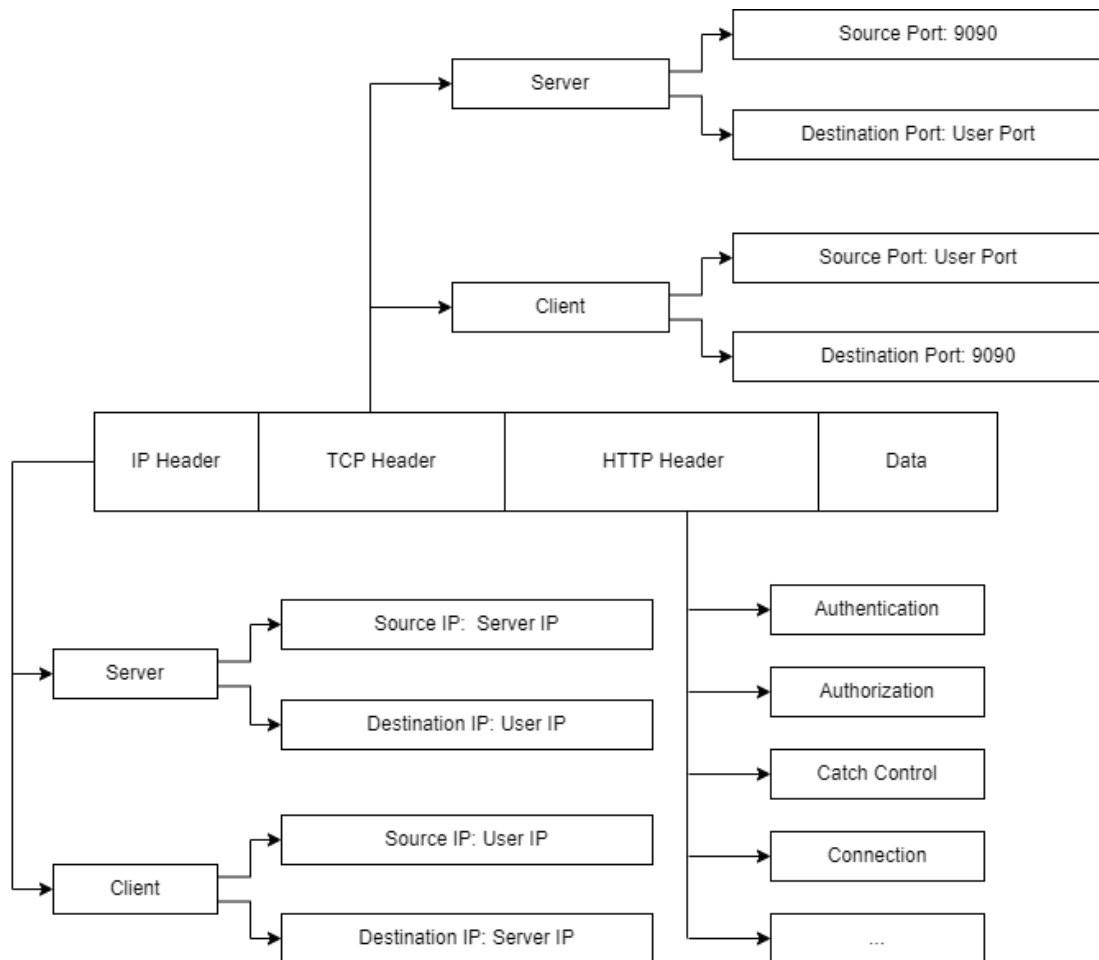 Source Port: 9090
Server
Destination Port: User Port
Source Port: User Port
Client
Destination Port: 9090
IP Header
TCP Header
HTTP Header
Data
Source IP:  Server IP
Server
Destination IP: User IP
Source IP: User IP
Client
Destination IP: Server IP
Authentication
Authorization
Catch Control
Connection
...